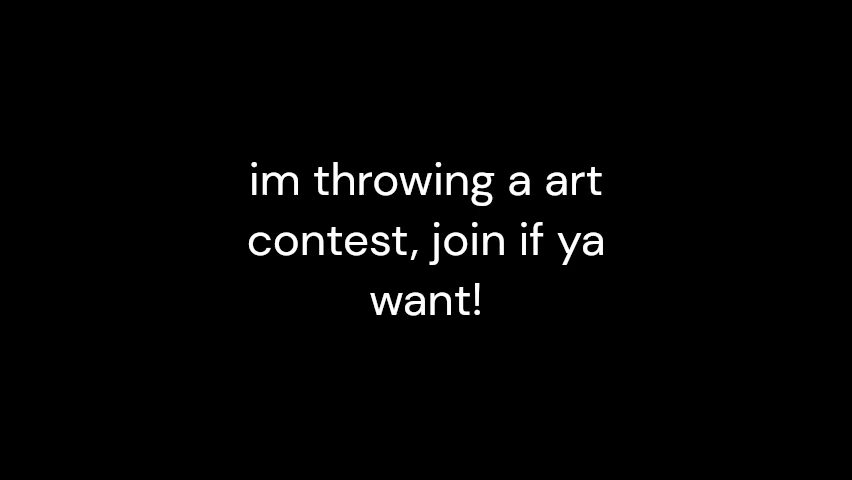 im throwing a art
contest, join if ya
want!